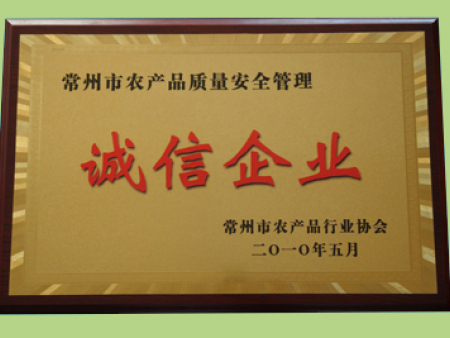 常州市农产品质量安全管理
诚信企业
常州市农产品行业协会
二〇一〇年五月